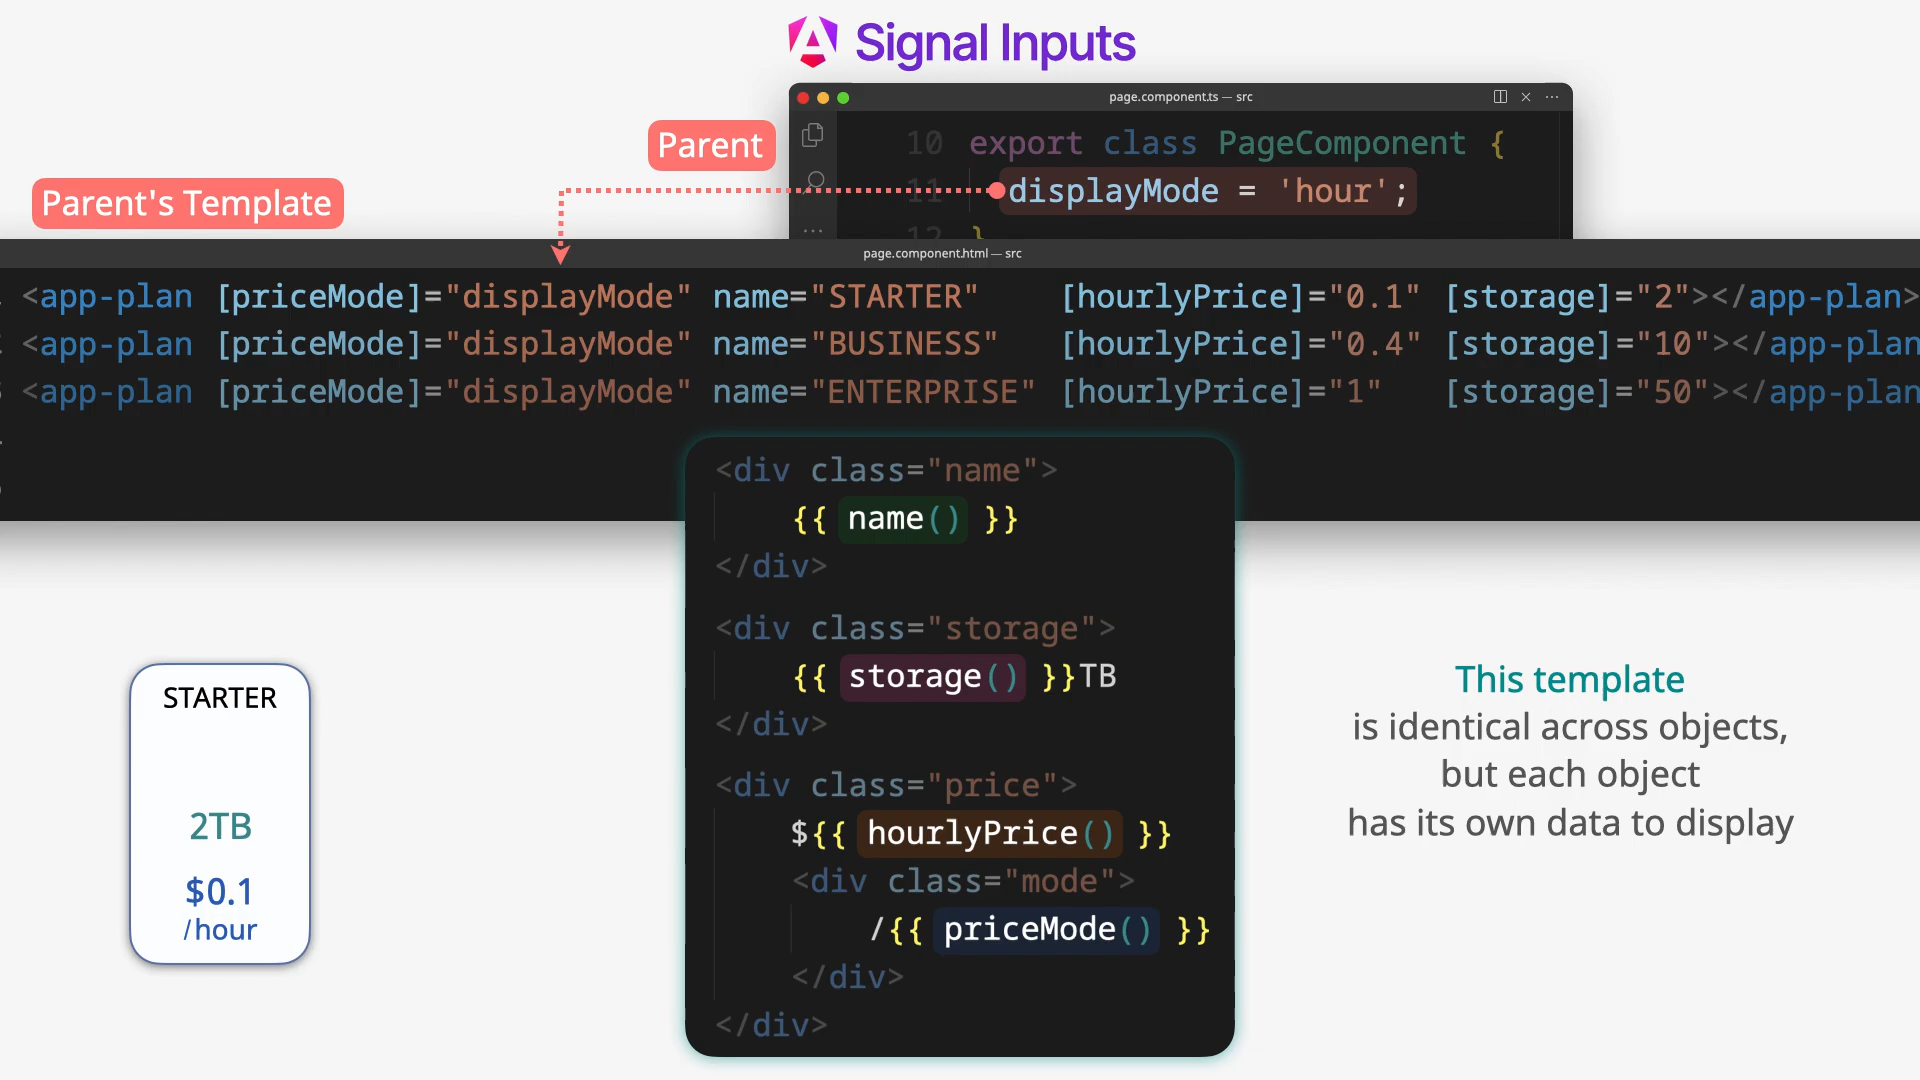 Signal Inputs
page.component.ts — src
Parent
10 export class PageComponent {
11 displayMode = 'hour';
12 }
Parent's Template
page.component.html — src
<app-plan [priceMode]="displayMode" name="STARTER" [hourlyPrice]="0.1" [storage]="2"></app-plan>
<app-plan [priceMode]="displayMode" name="BUSINESS" [hourlyPrice]="0.4" [storage]="10"></app-plan
<app-plan [priceMode]="displayMode" name="ENTERPRISE" [hourlyPrice]="1" [storage]="50"></app-plan
<div class="name">
{{ name() }}
</div>
<div class="storage">
{{ storage() }}TB
</div>
<div class="price">
${{ hourlyPrice() }}
<div class="mode">
/{{ priceMode() }}
</div>
</div>
STARTER
2TB
$0.1
/hour
This template
is identical across objects,
but each object
has its own data to display